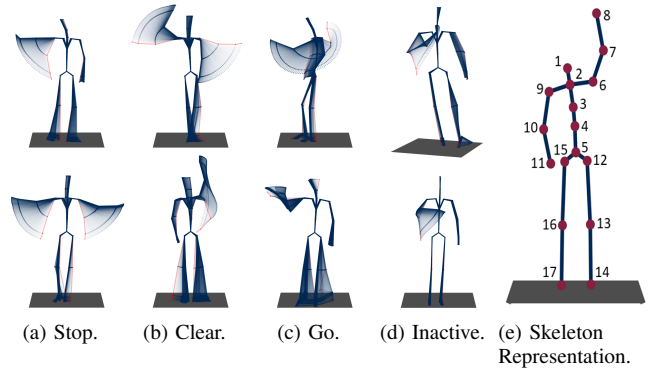 8
7
1
2
6
9
3
10
4
5
15
12
11
16
13
17
14
(a) Stop.
(b) Clear.
(c) Go.
(d) Inactive.
(e) Skeleton
Representation.